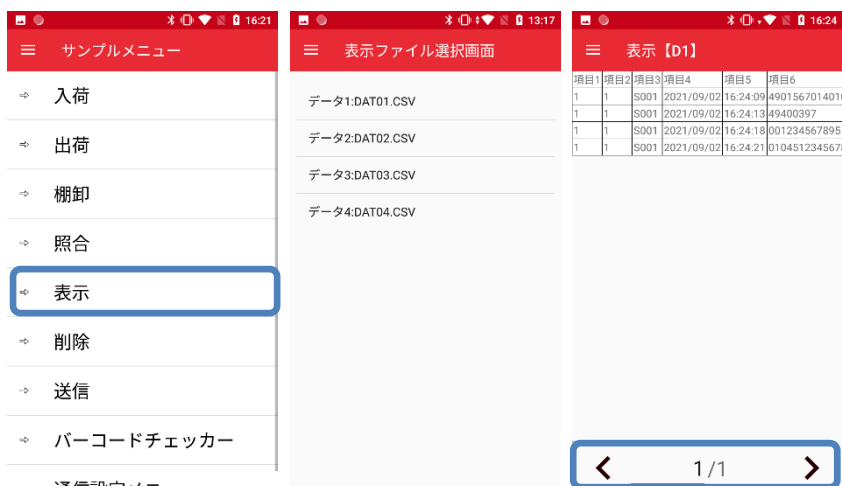 16:21
サンプルメニュー
入荷
出荷
棚卸
照合
表示
削除
送信
バーコードチェッカー
13:17
表示ファイル選択画面
データ1:DAT01.CSV
データ2:DAT02.CSV
データ3:DAT03.CSV
データ4:DAT04.CSV
16:24
表示【D1】
項目1 項目2 項目3 項目4 項目5 項目6
1 1 S001 2021/09/02 16:24:09 490156701401
1 1 S001 2021/09/02 16:24:13 49400397
1 1 S001 2021/09/02 16:24:18 001234567895
1 1 S001 2021/09/02 16:24:21 010451234567
1/1